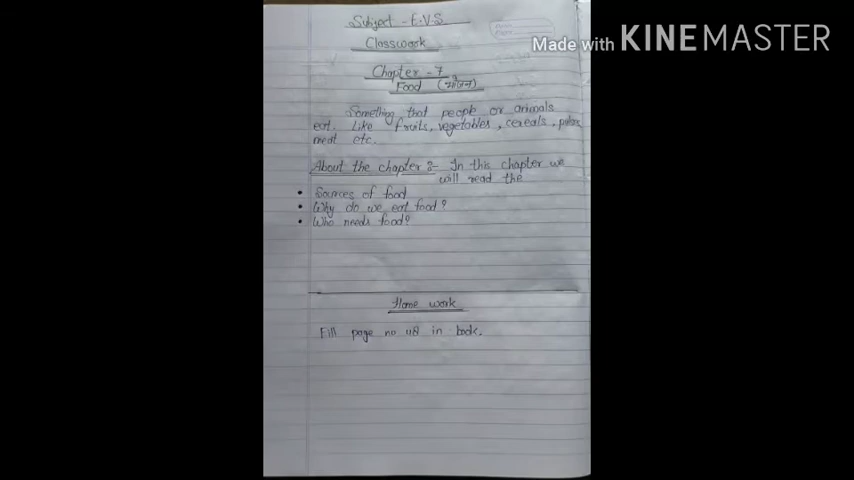 Subject - E.V.S
Classwork
Made with KINEMASTER
Chapter - 7
Food (भोजन)
Something that people or animals
eat. Like fruits, vegetables, cereals, pulses,
meat etc.
About the chapter :- In this chapter we
will read the
• Sources of food
• Why do we eat food?
• Who needs food?
Home work
Fill page no 48 in book.